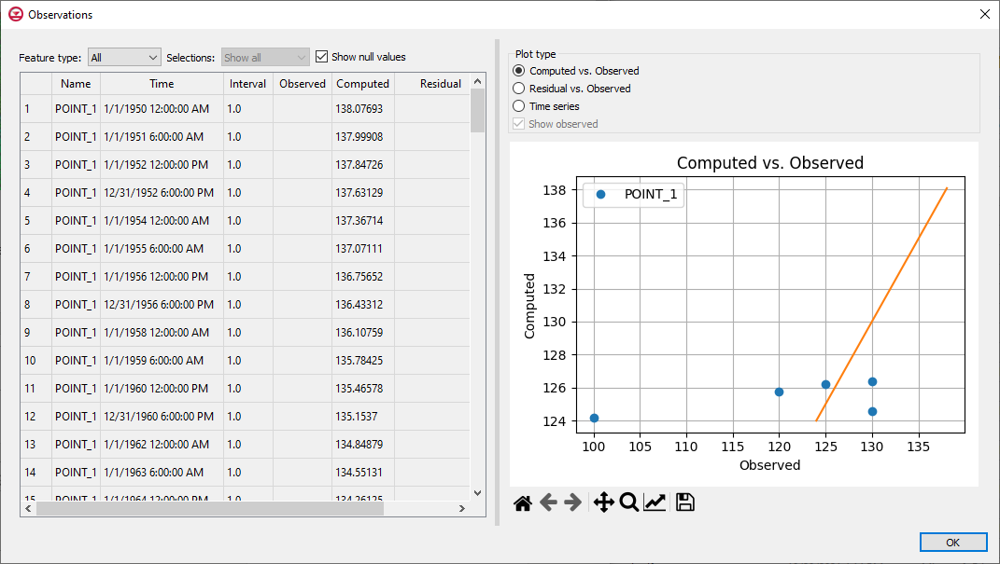 Observations
Feature type: All Selections: Show all Show null values
Name Time Interval Observed Computed Residual
1 POINT_1 1/1/1950 12:00:00 AM 1.0 138.07693
2 POINT_1 1/1/1951 6:00:00 AM 1.0 137.99908
3 POINT_1 1/1/1952 12:00:00 PM 1.0 137.84726
4 POINT_1 12/31/1952 6:00:00 PM 1.0 137.63129
5 POINT_1 1/1/1954 12:00:00 AM 1.0 137.36714
6 POINT_1 1/1/1955 6:00:00 AM 1.0 137.07111
7 POINT_1 1/1/1956 12:00:00 PM 1.0 136.75652
8 POINT_1 12/31/1956 6:00:00 PM 1.0 136.43312
9 POINT_1 1/1/1958 12:00:00 AM 1.0 136.10759
10 POINT_1 1/1/1959 6:00:00 AM 1.0 135.78425
11 POINT_1 1/1/1960 12:00:00 PM 1.0 135.46578
12 POINT_1 12/31/1960 6:00:00 PM 1.0 135.1537
13 POINT_1 1/1/1962 12:00:00 AM 1.0 134.84879
14 POINT_1 1/1/1963 6:00:00 AM 1.0 134.55131
15 POINT_1 1/1/1964 12:00:00 PM 1.0 134.26125
Plot type
Computed vs. Observed
Residual vs. Observed
Time series
Show observed
Computed vs. Observed
POINT_1
138
136
134
132
130
128
126
124
Computed
100 105 110 115 120 125 130 135
Observed
OK